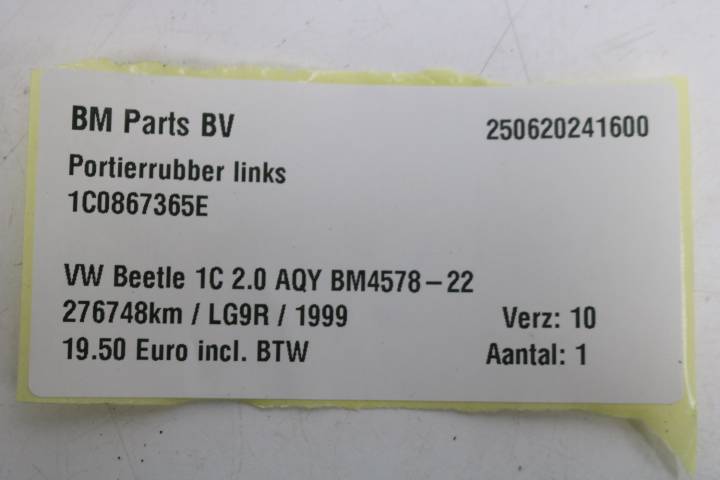 BM Parts BV 250620241600
Portierrubber links
1C0867365E
VW Beetle 1C 2.0 AQY BM4578-22
276748km / LG9R / 1999 Verz: 10
19.50 Euro incl. BTW Aantal: 1